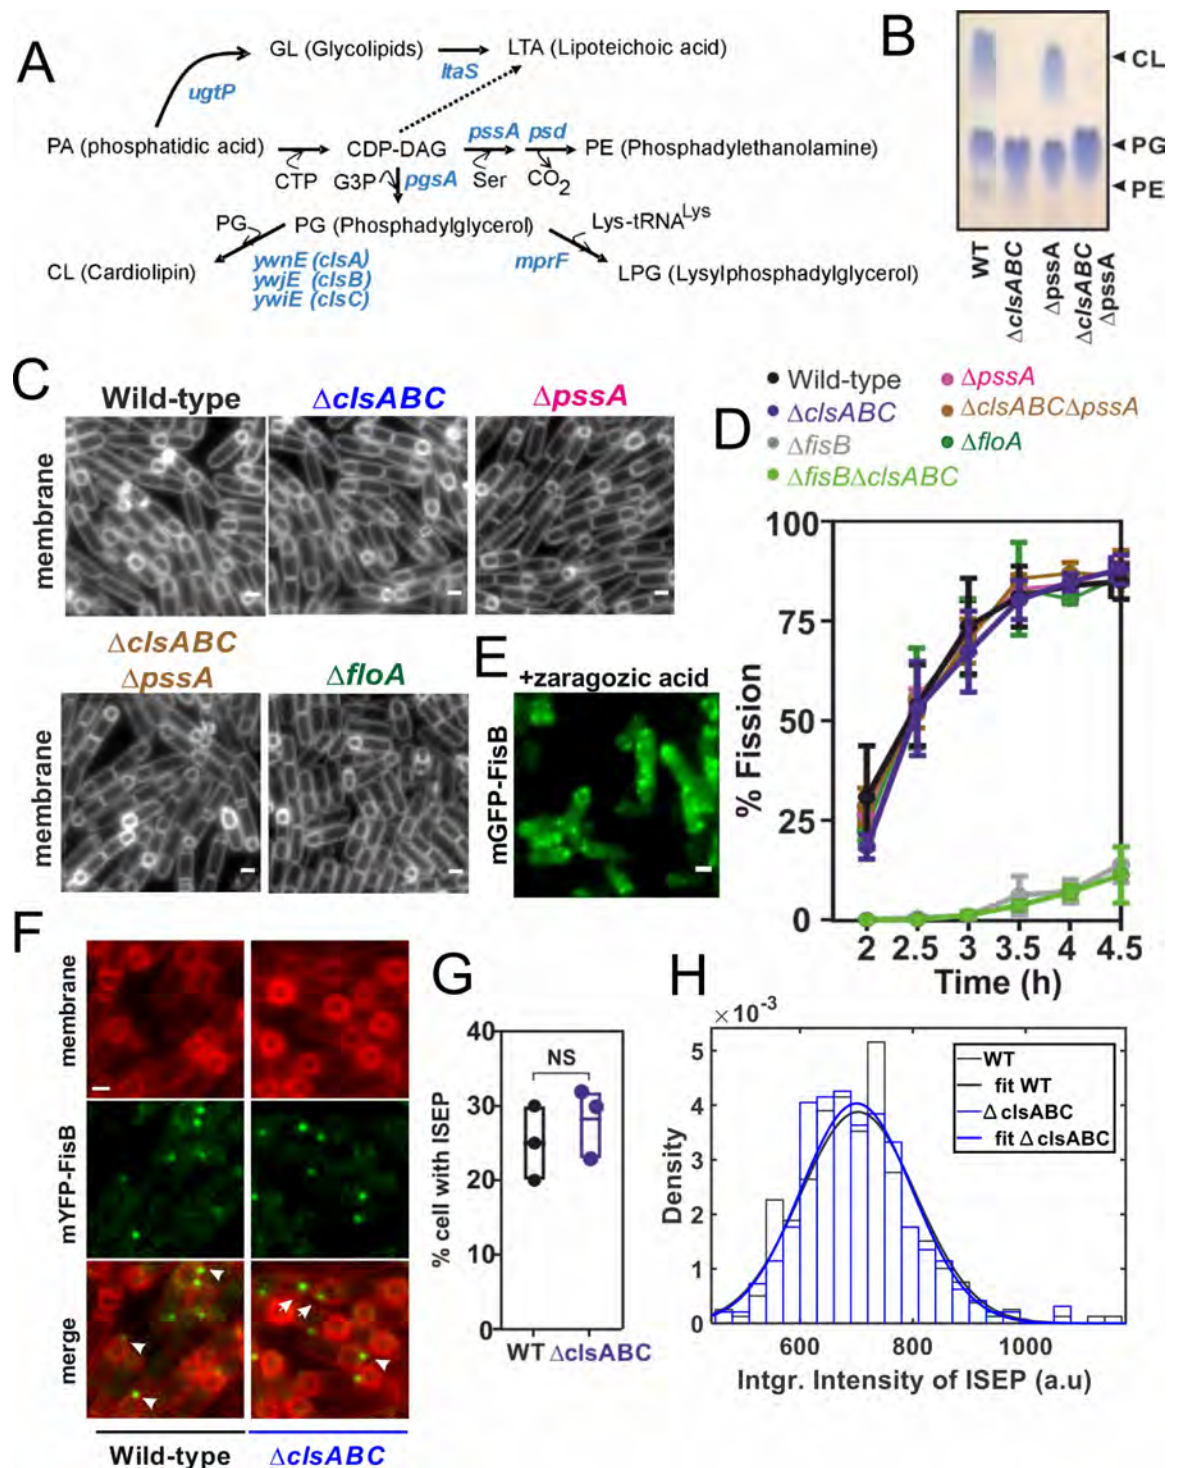 A
GL (Glycolipids)
LTA (Lipoteichoic acid)
ltaS
ugtP
PA (phosphatidic acid)
CDP-DAG
pssA psd
PE (Phosphadylethanolamine)
CTP
G3P
pgsA
Ser
CO2
PG
PG (Phosphadylglycerol)
Lys-tRNALys
CL (Cardiolipin)
ywnE (clsA)
ywjE (clsB)
ywiE (clsC)
mprF
LPG (Lysylphosphadylglycerol)
B
CL
PG
PE
WT
ΔclsABC
ΔpssA
ΔclsABC
ΔpssA
C
Wild-type
ΔclsABC
ΔpssA
membrane
ΔclsABC
ΔpssA
ΔfloA
membrane
D
Wild-type
ΔpssA
ΔclsABC
ΔclsABCΔpssA
ΔfisB
ΔfloA
ΔfisBΔclsABC
% Fission
100
75
50
25
0
2 2.5 3 3.5 4 4.5
Time (h)
E
+zaragozic acid
mGFP-FisB
F
membrane
mYFP-FisB
merge
Wild-type
ΔclsABC
G
% cell with ISEP
40
30
20
10
0
NS
WT ΔclsABC
H
×10-3
Density
5
4
3
2
1
0
600 800 1000
Intgr. Intensity of ISEP (a.u)
WT
fit WT
Δ clsABC
fit Δ clsABC